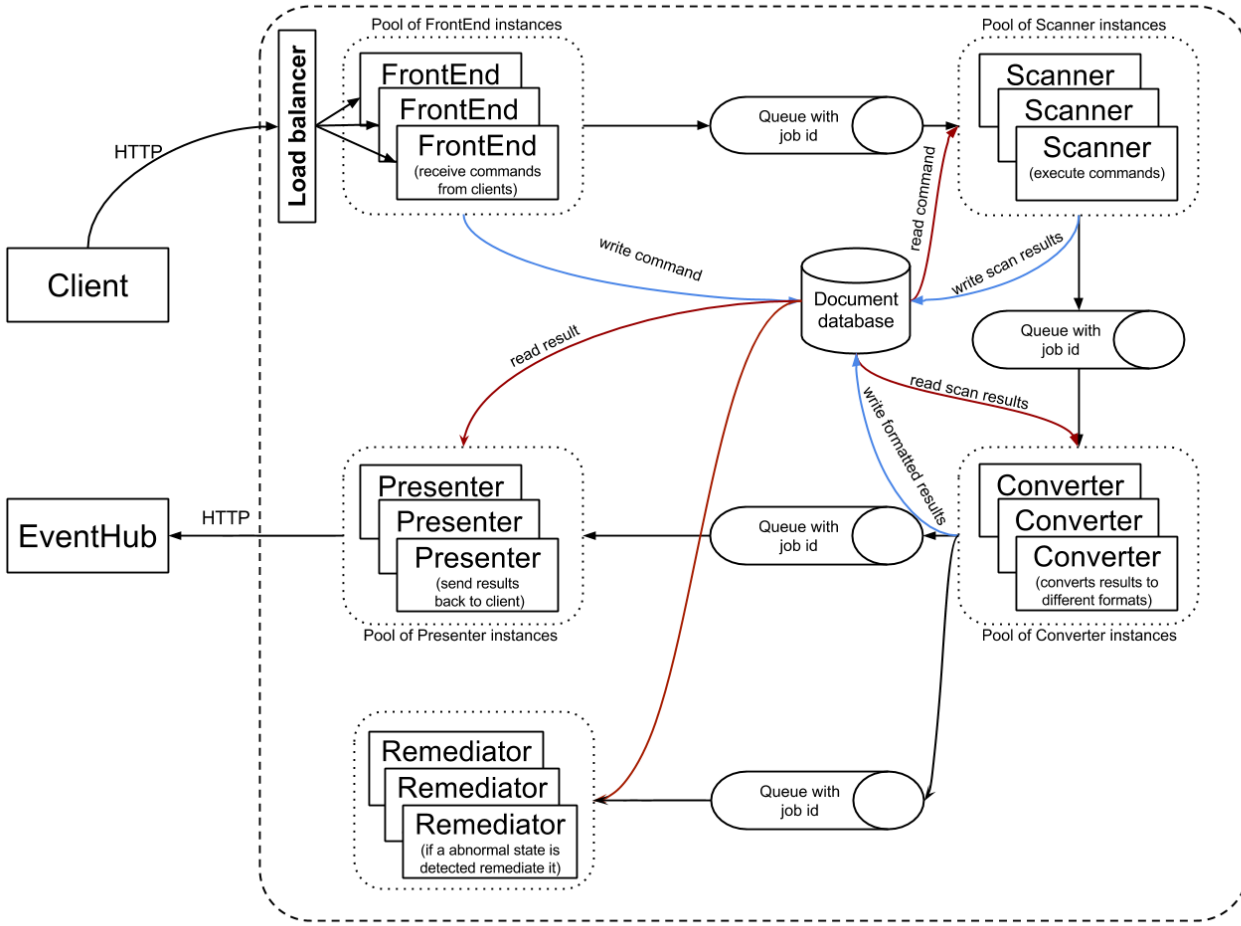 Pool of FrontEnd instances
Pool of Scanner instances
Load balancer
FrontEnd
FrontEnd
FrontEnd
(receive commands
from clients)
Queue with
job id
Scanner
Scanner
Scanner
(execute commands)
HTTP
Client
write command
read command
write scan results
Document
database
Queue with
job id
read result
read scan results
write formatted results
EventHub
HTTP
Presenter
Presenter
Presenter
(send results
back to client)
Pool of Presenter instances
Queue with
job id
Converter
Converter
Converter
(converts results to
different formats)
Pool of Converter instances
Remediator
Remediator
Remediator
(if a abnormal state is
detected remediate it)
Queue with
job id